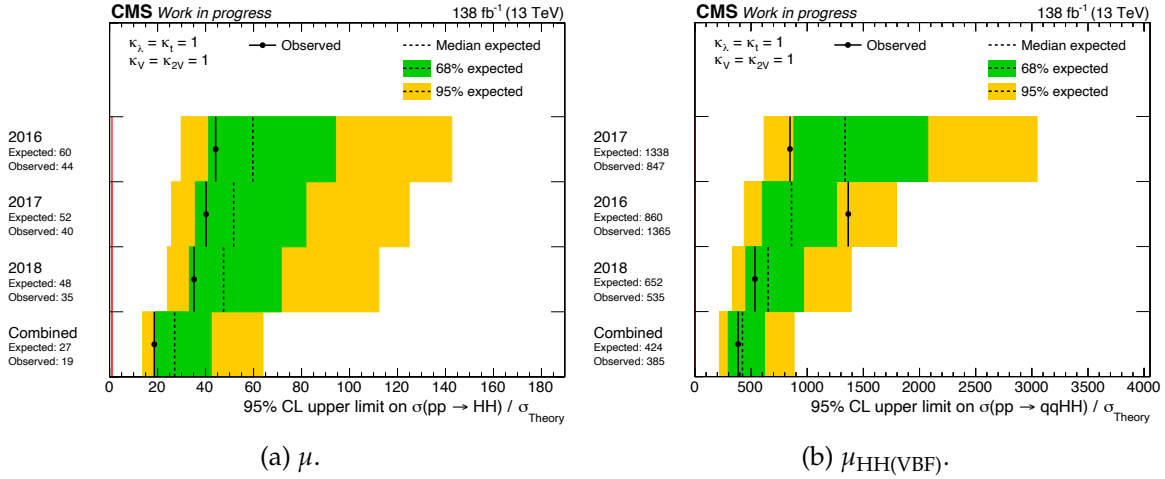 CMS Work in progress 138 fb⁻¹ (13 TeV)
κλ = κt = 1
κV = κ2V = 1
Observed
Median expected
68% expected
95% expected
2016
Expected: 60
Observed: 44
2017
Expected: 52
Observed: 40
2018
Expected: 48
Observed: 35
Combined
Expected: 27
Observed: 19
0 20 40 60 80 100 120 140 160 180
95% CL upper limit on σ(pp → HH) / σTheory
(a) μ.
CMS Work in progress 138 fb⁻¹ (13 TeV)
κλ = κt = 1
κV = κ2V = 1
Observed
Median expected
68% expected
95% expected
2017
Expected: 1338
Observed: 847
2016
Expected: 860
Observed: 1365
2018
Expected: 652
Observed: 535
Combined
Expected: 424
Observed: 385
0 500 1000 1500 2000 2500 3000 3500 4000
95% CL upper limit on σ(pp → qqHH) / σTheory
(b) μHH(VBF).